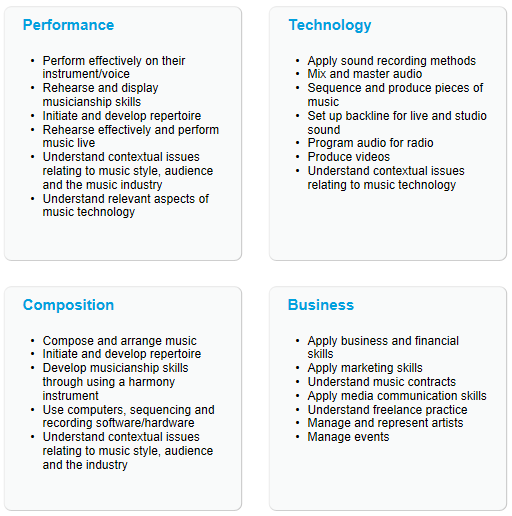 Performance
• Perform effectively on their
instrument/voice
• Rehearse and display
musicianship skills
• Initiate and develop repertoire
• Rehearse effectively and perform
music live
• Understand contextual issues
relating to music style, audience
and the music industry
• Understand relevant aspects of
music technology
Technology
• Apply sound recording methods
• Mix and master audio
• Sequence and produce pieces of
music
• Set up backline for live and studio
sound
• Program audio for radio
• Produce videos
• Understand contextual issues
relating to music technology
Composition
• Compose and arrange music
• Initiate and develop repertoire
• Develop musicianship skills
through using a harmony
instrument
• Use computers, sequencing and
recording software/hardware
• Understand contextual issues
relating to music style, audience
and the industry
Business
• Apply business and financial
skills
• Apply marketing skills
• Understand music contracts
• Apply media communication skills
• Understand freelance practice
• Manage and represent artists
• Manage events